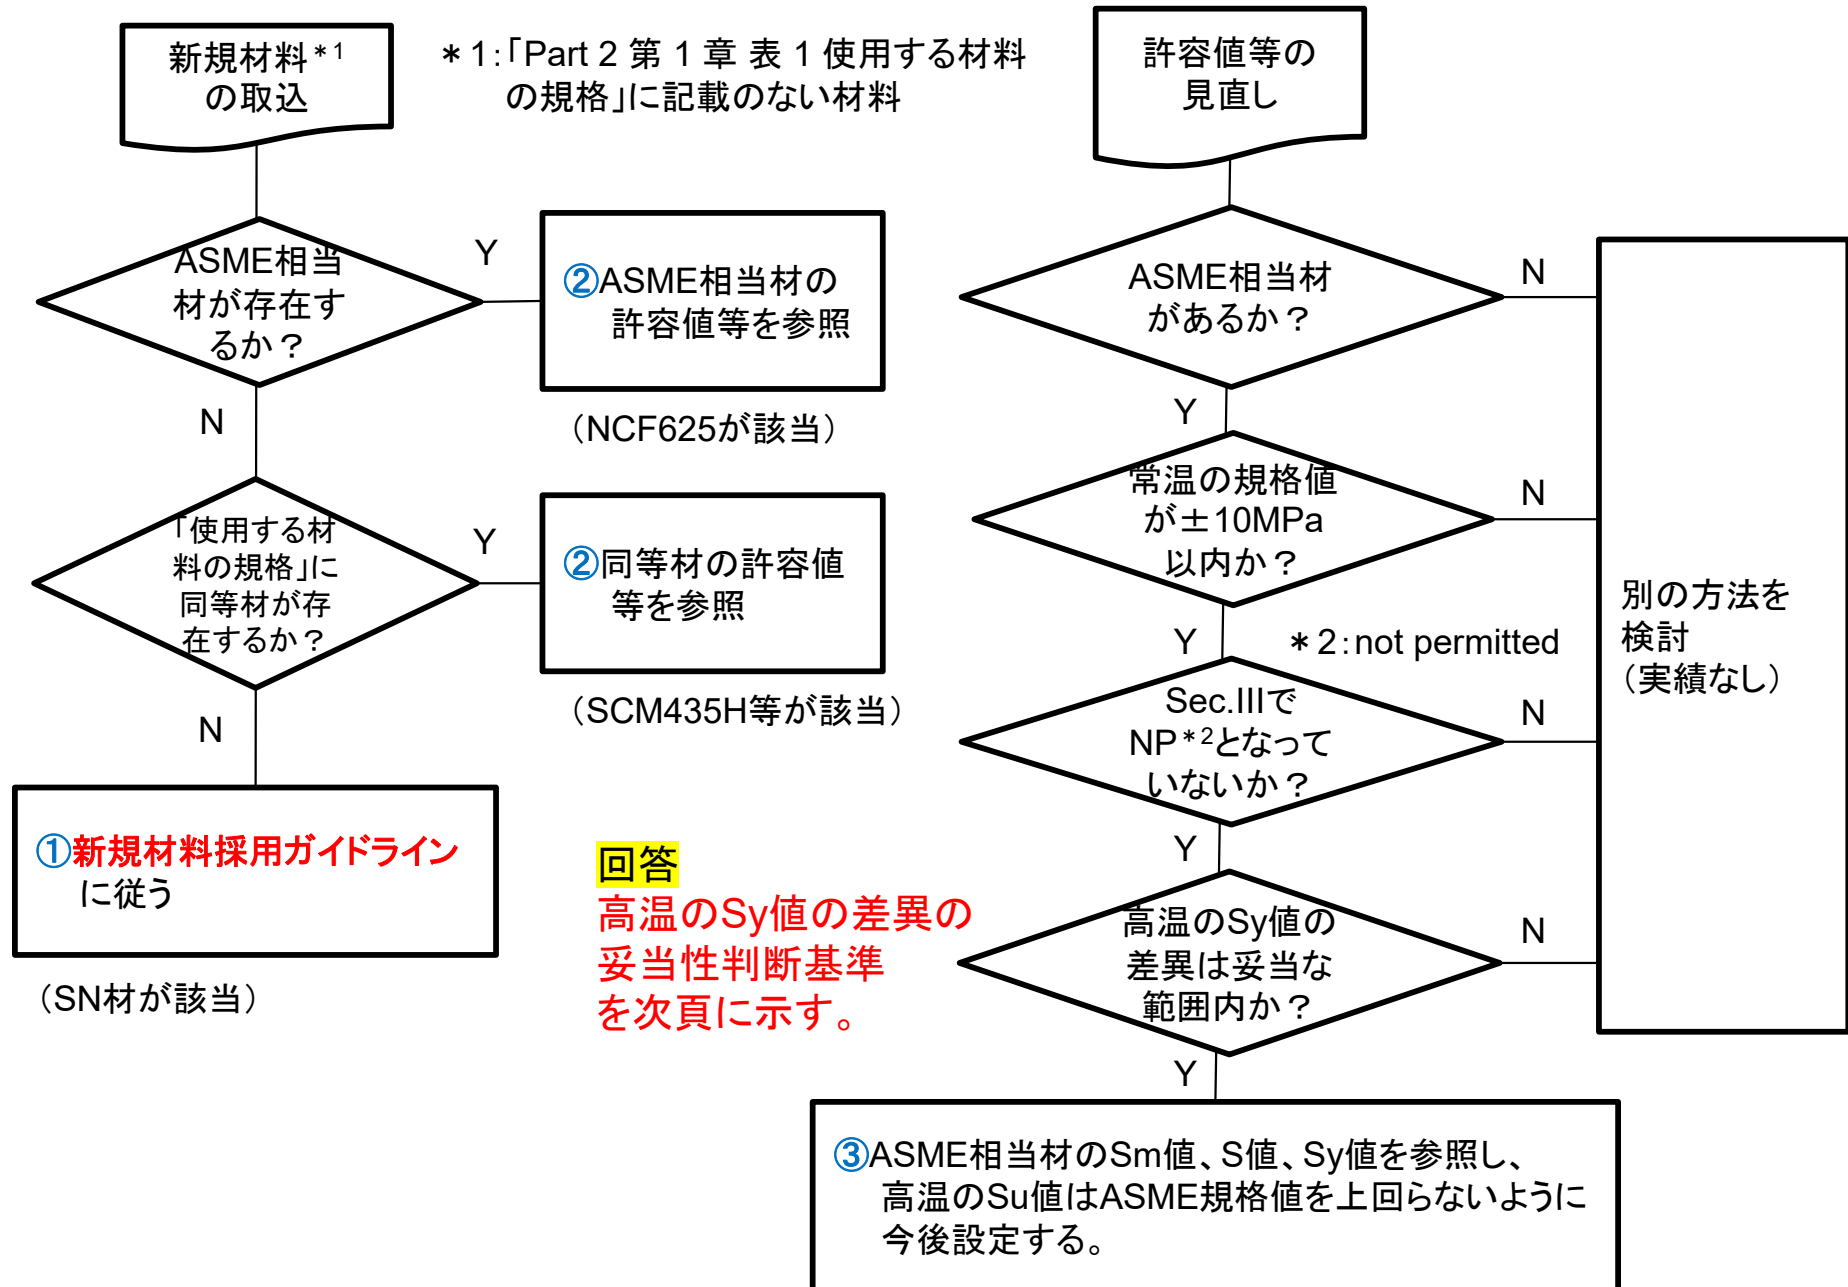 新規材料*1
の取込
*1:「Part 2 第 1 章 表 1 使用する材料
の規格」に記載のない材料
ASME相当
材が存在す
るか？
Y
②ASME相当材の
許容値等を参照
(NCF625が該当)
N
「使用する材
料の規格」に
同等材が存
在するか？
Y
②同等材の許容値
等を参照
(SCM435H等が該当)
N
①新規材料採用ガイドライン
に従う
(SN材が該当)
許容値等の
見直し
ASME相当材
があるか？
N
Y
常温の規格値
が±10MPa
以内か？
N
Y
*2:not permitted
Sec.IIIで
NP*2となって
いないか？
N
Y
高温のSy値の
差異は妥当な
範囲内か？
N
Y
別の方法を
検討
(実績なし)
回答
高温のSy値の差異の
妥当性判断基準
を次頁に示す。
③ASME相当材のSm値、S値、Sy値を参照し、
高温のSu値はASME規格値を上回らないように
今後設定する。